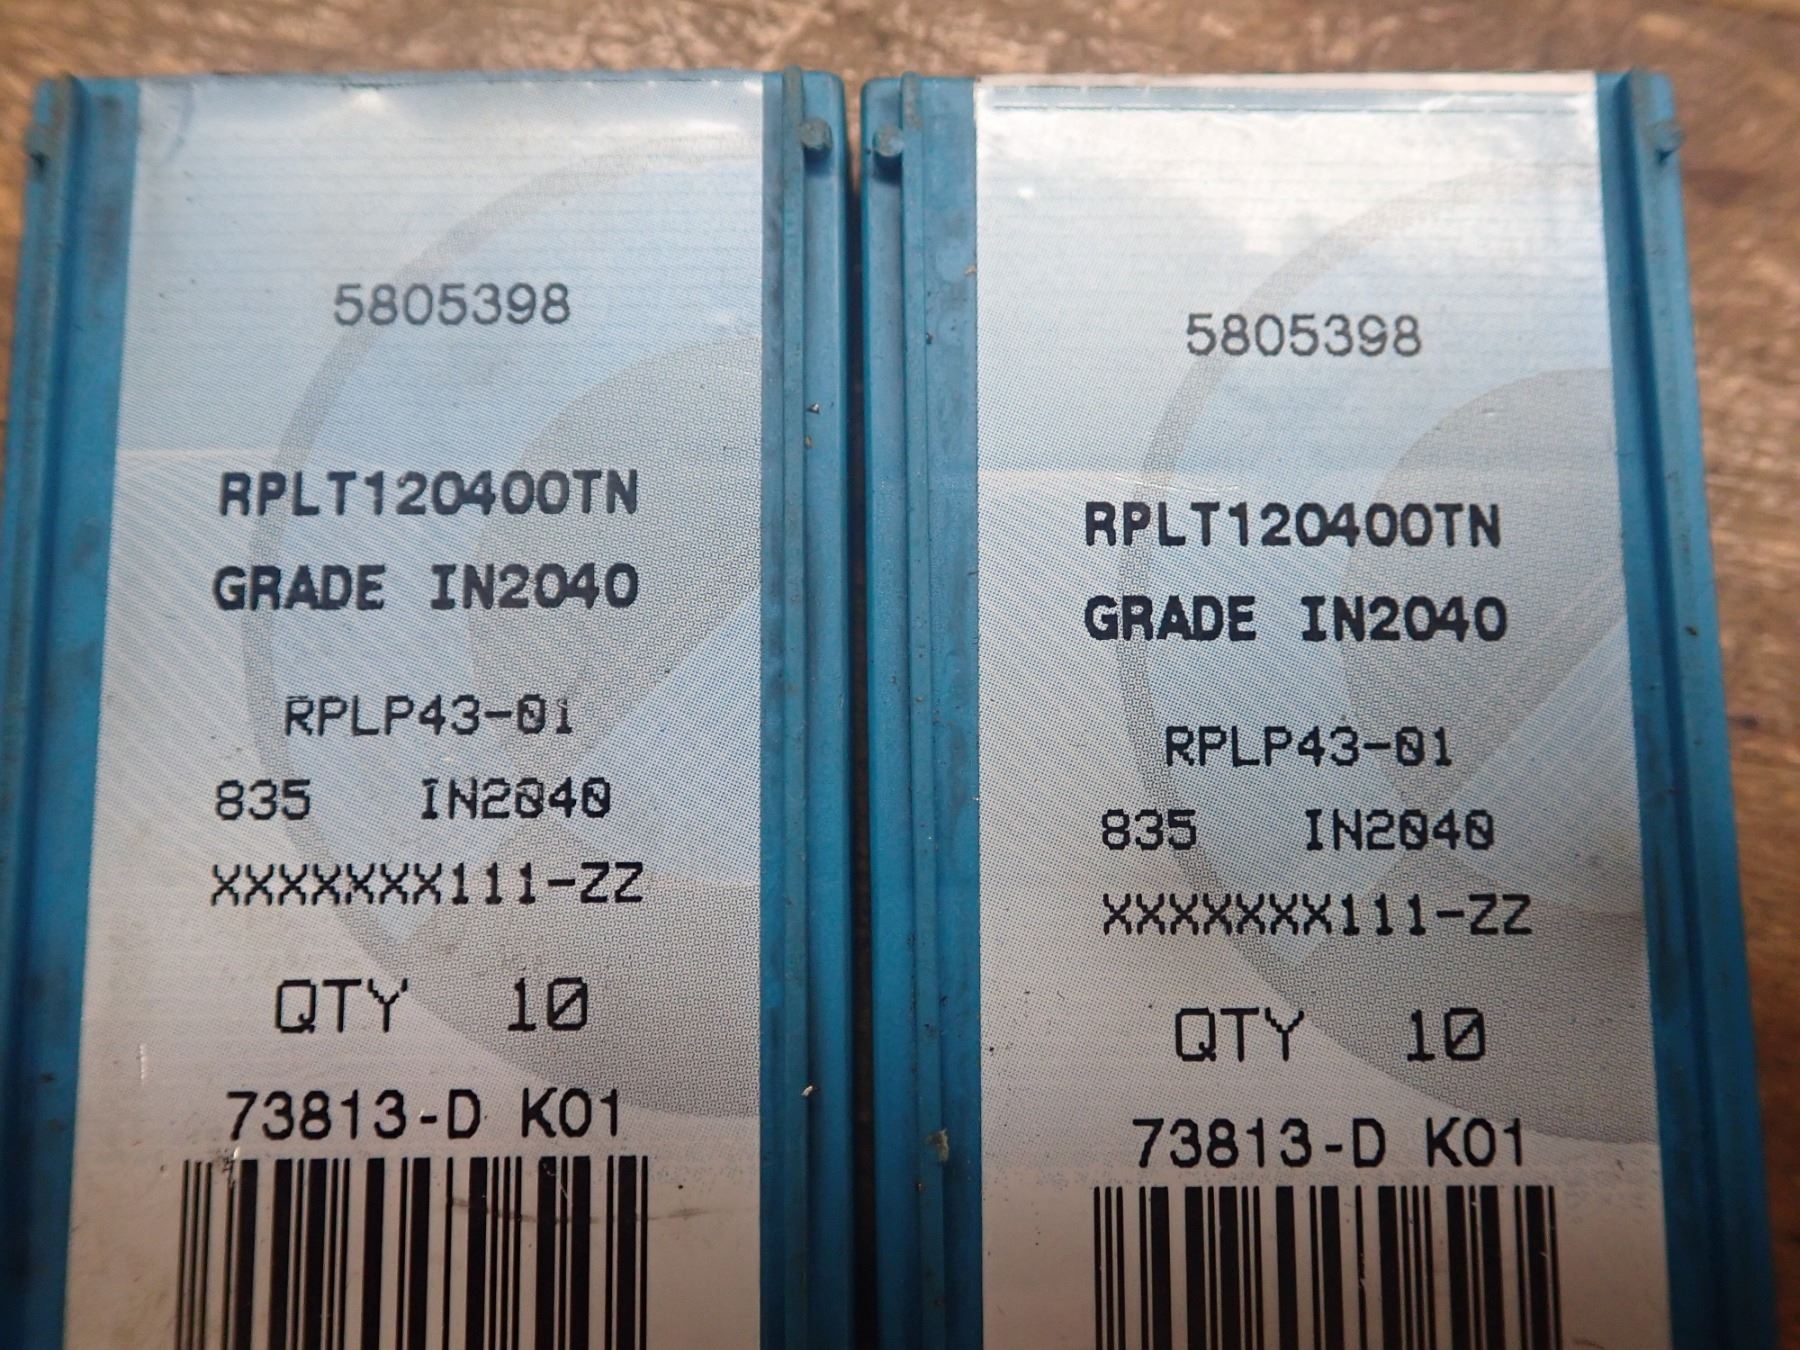 5805398
RPLT120400TN
GRADE IN2040
RPLP43-01
835 IN2040
XXXXXXX111-ZZ
QTY 10
73813-D K01
5805398
RPLT120400TN
GRADE IN2040
RPLP43-01
835 IN2040
XXXXXXX111-ZZ
QTY 10
73813-D K01